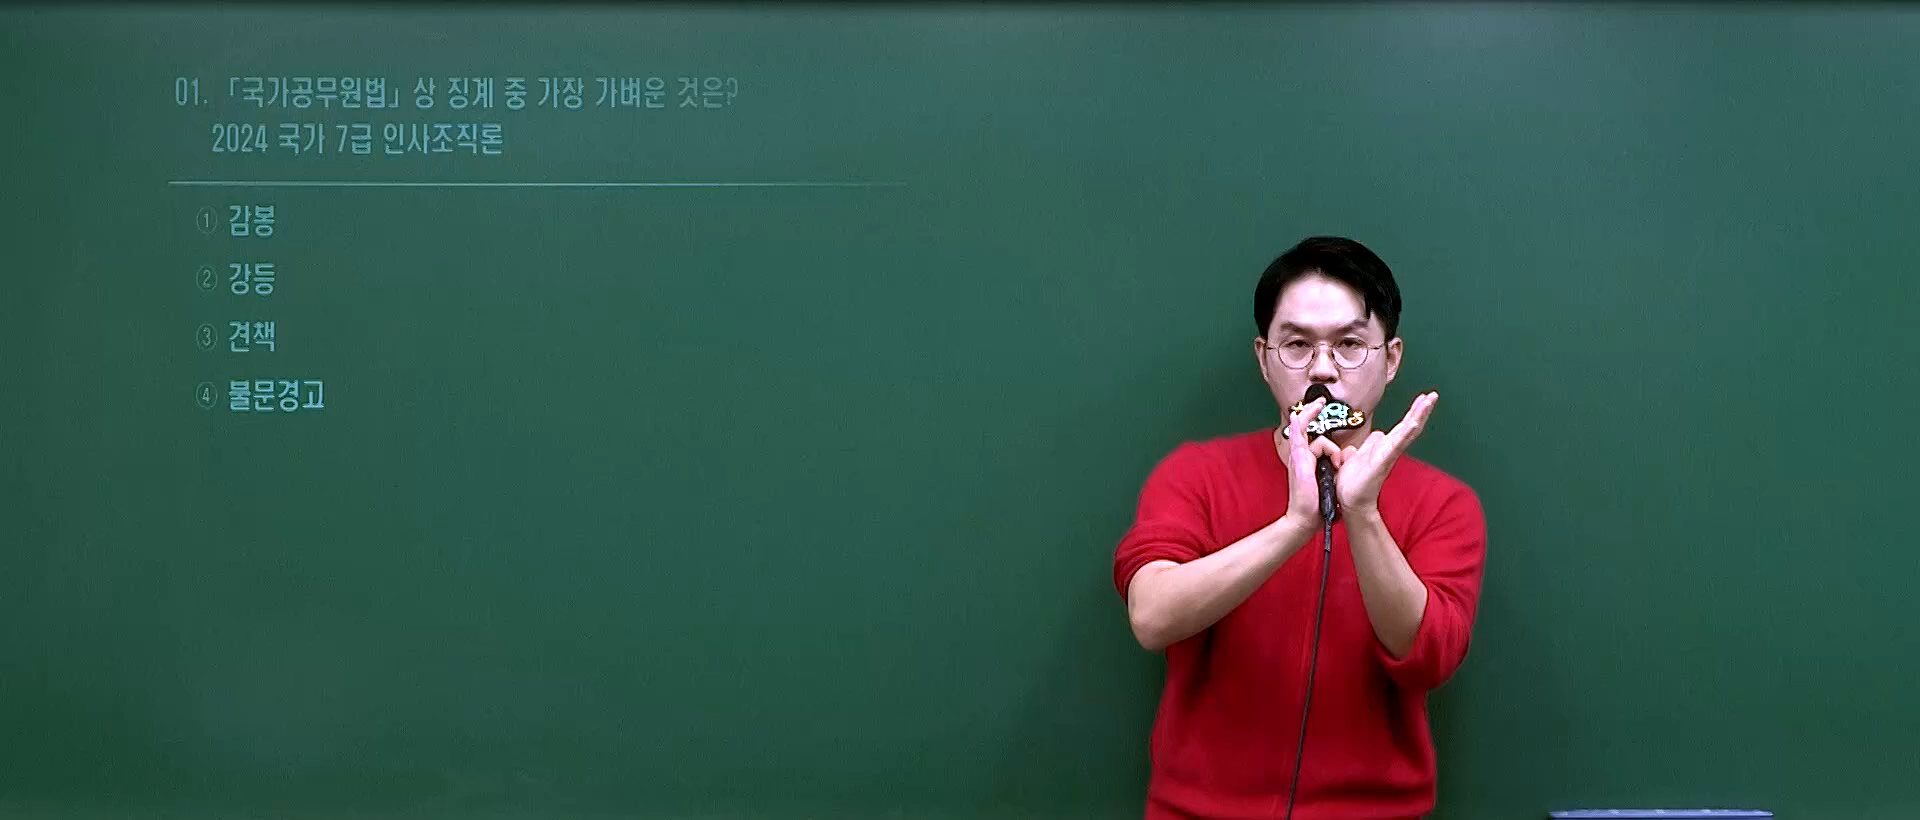 01. 「국가공무원법」 상 징계 중 가장 가벼운 것은?
2024 국가 7급 인사조직론
① 감봉
② 강등
③ 견책
④ 불문경고